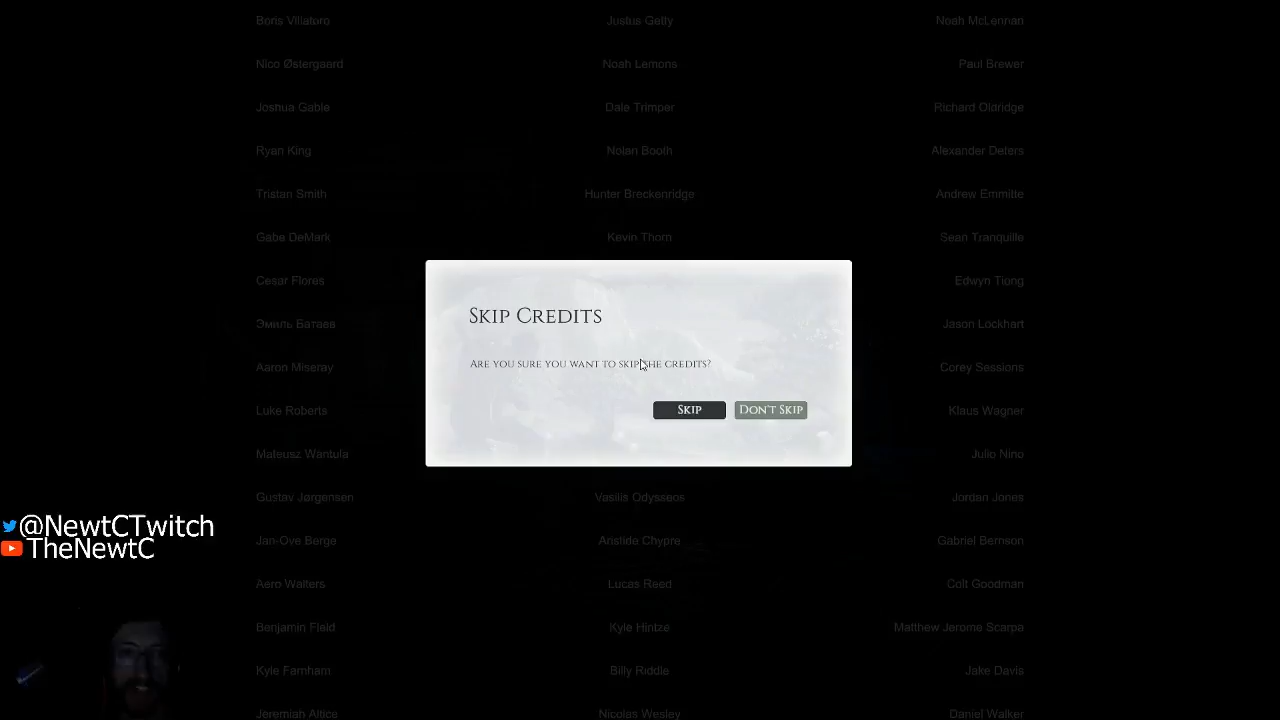 Boris Villatoro Justus Getty Noah McLennan
Nico Østergaard Noah Lemons Paul Brewer
Joshua Gable Dale Trimper Richard Oldridge
Ryan King Nolan Booth Alexander Deters
Tristan Smith Hunter Breckenridge Andrew Emmitte
Gabe DeMark Kevin Thorn Sean Tranquille
Cesar Flores Edwyn Tiong
Эмиль Батаев Jason Lockhart
Aaron Miseray Corey Sessions
Luke Roberts Klaus Wagner
Mateusz Wantula Julio Nino
Skip Credits
Are you sure you want to skip the credits?
Skip Don't Skip
Gustav Jørgensen Vasilis Odysseos Jordan Jones
@NewtCTwitch
Jan-Ove Berge Aristide Chypre Gabriel Bernson
TheNewtC
Aero Walters Lucas Reed Colt Goodman
Benjamin Field Kyle Hintze Matthew Jerome Scarpa
Kyle Farnham Billy Riddle Jake Davis
Jeremiah Altice Nicolas Wesley Daniel Walker